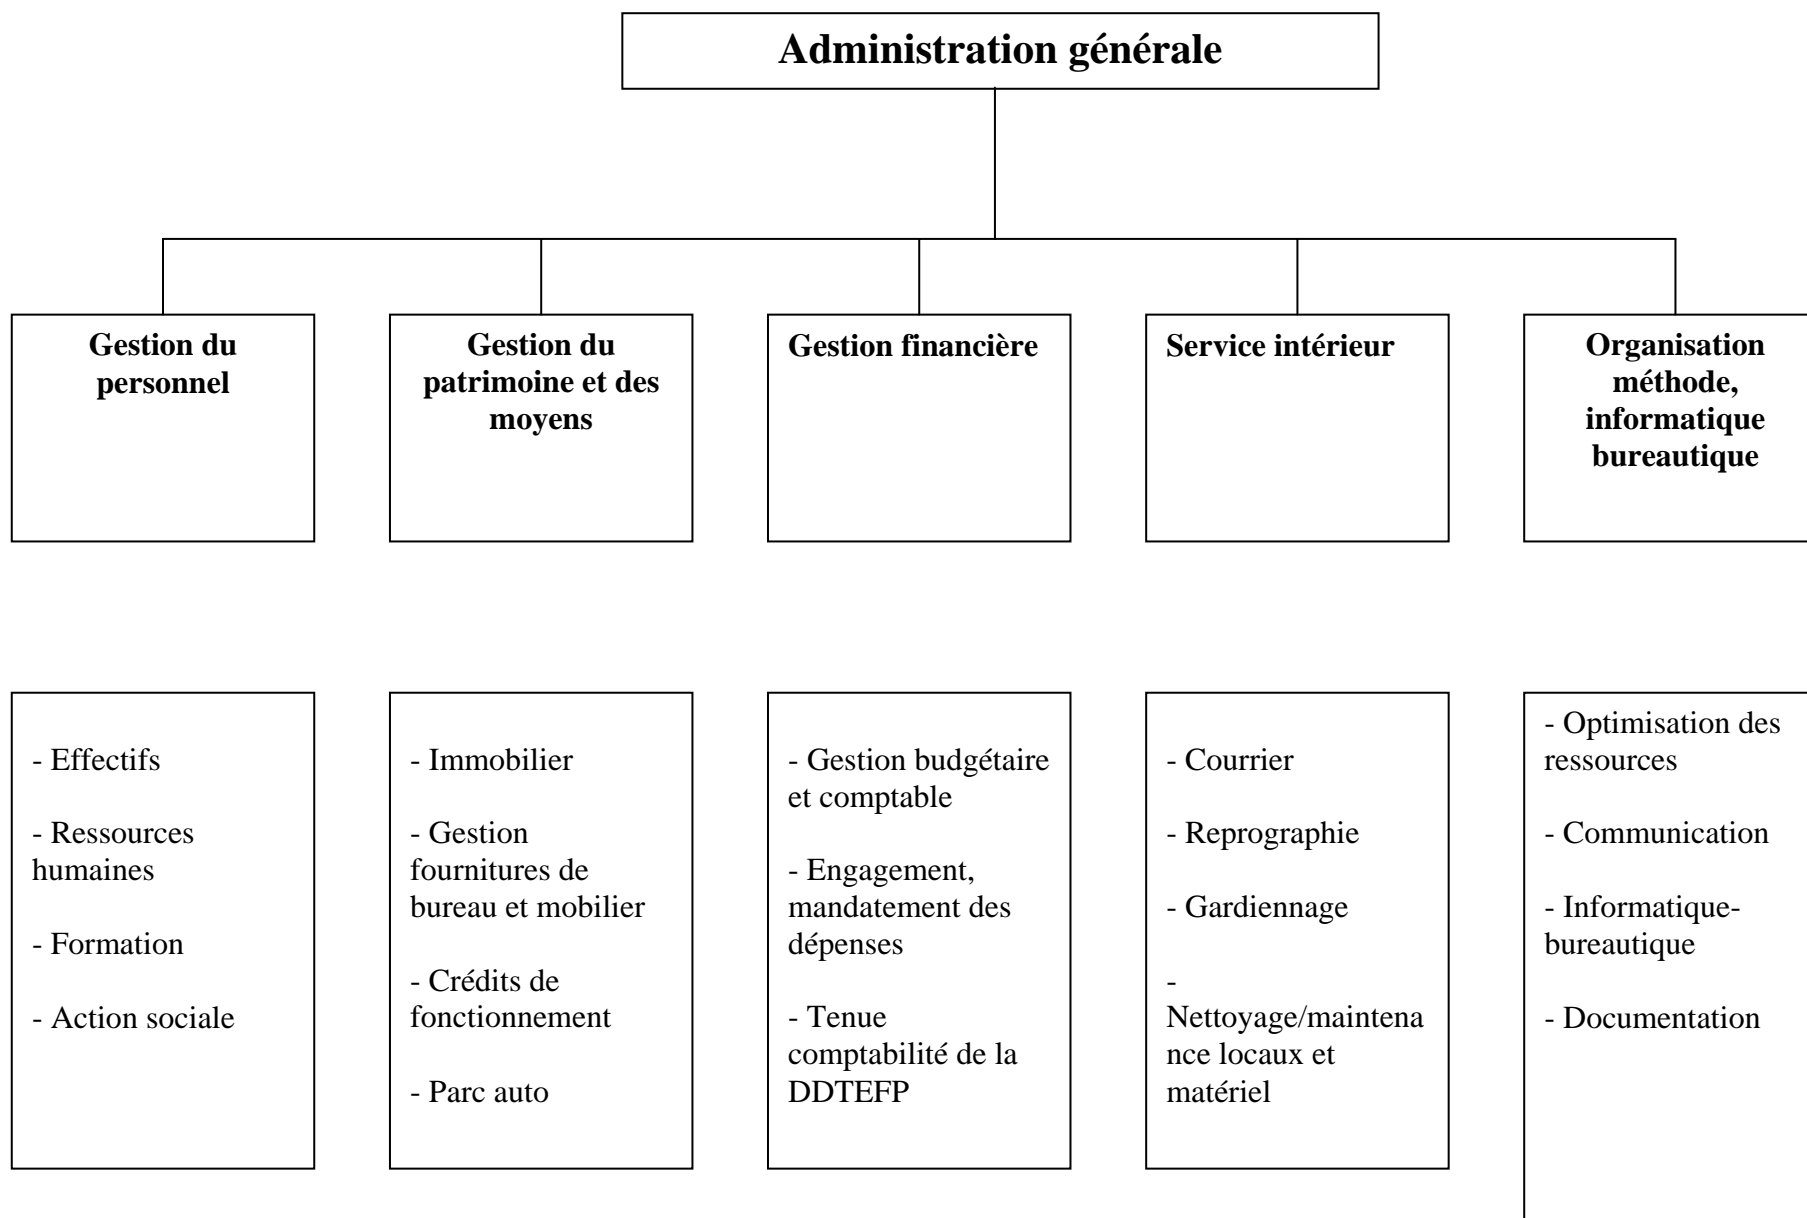 Administration générale
Gestion du
personnel
Gestion du
patrimoine et des
moyens
Gestion financière
Service intérieur
Organisation
méthode,
informatique
bureautique
- Effectifs
- Ressources
humaines
- Formation
- Action sociale
- Immobilier
- Gestion
fournitures de
bureau et mobilier
- Crédits de
fonctionnement
- Parc auto
- Gestion budgétaire
et comptable
- Engagement,
mandatement des
dépenses
- Tenue
comptabilité de la
DDTEFP
- Courrier
- Reprographie
- Gardiennage
-
Nettoyage/maintena
nce locaux et
matériel
- Optimisation des
ressources
- Communication
- Informatique-
bureautique
- Documentation